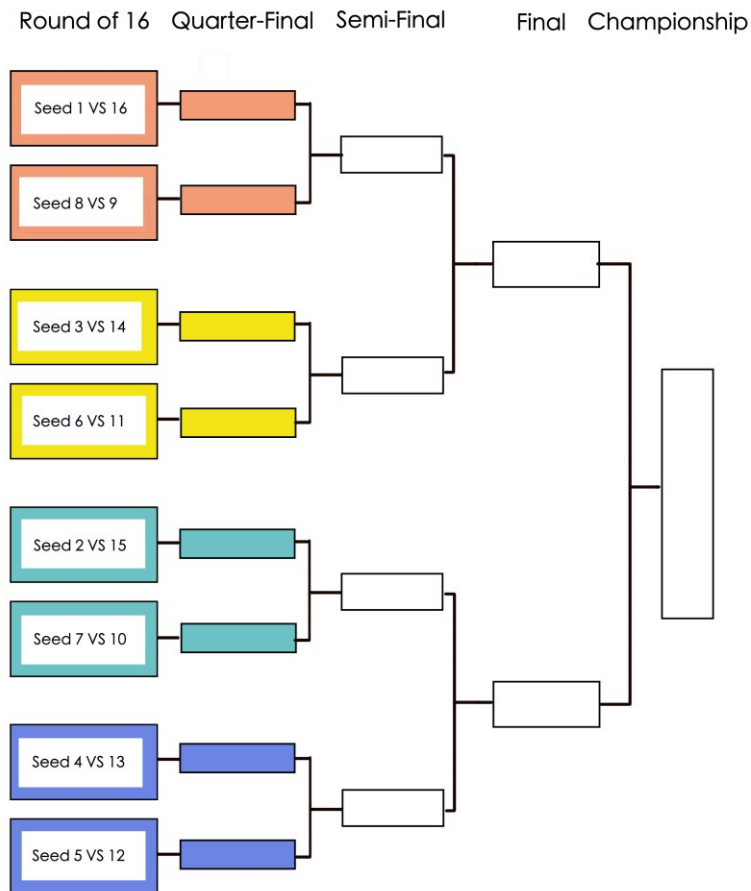 Round of 16 Quarter-Final Semi-Final Final Championship
Seed 1 VS 16
Seed 8 VS 9
Seed 3 VS 14
Seed 6 VS 11
Seed 2 VS 15
Seed 7 VS 10
Seed 4 VS 13
Seed 5 VS 12